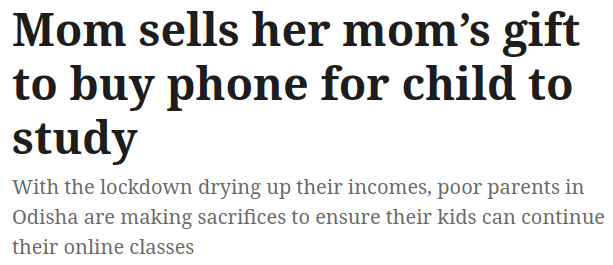 Mom sells her mom’s gift
to buy phone for child to
study
With the lockdown drying up their incomes, poor parents in
Odisha are making sacrifices to ensure their kids can continue
their online classes